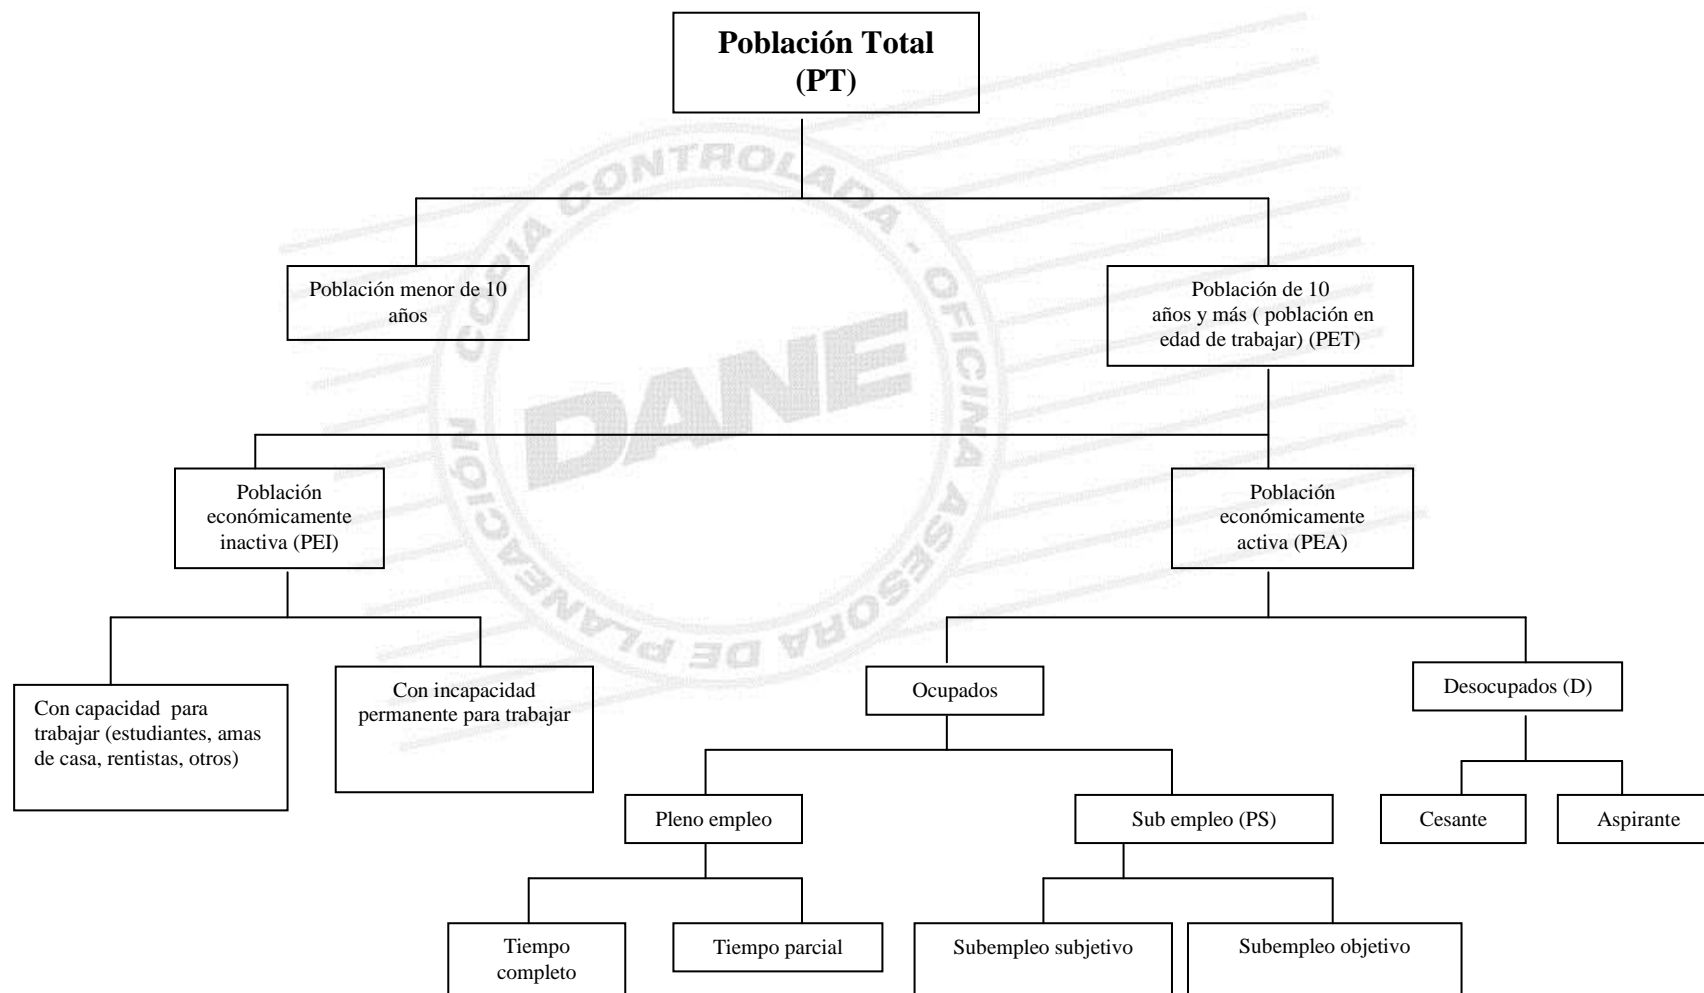 Población Total
(PT)
COPIA CONTROLADA - OFICINA ASESORA DE PLANEACIÓN
DANE
Población menor de 10
años
Población de 10
años y más ( población en
edad de trabajar) (PET)
Población
económicamente
inactiva (PEI)
Población
económicamente
activa (PEA)
Con capacidad para
trabajar (estudiantes, amas
de casa, rentistas, otros)
Con incapacidad
permanente para trabajar
Ocupados
Desocupados (D)
Pleno empleo
Sub empleo (PS)
Cesante
Aspirante
Tiempo
completo
Tiempo parcial
Subempleo subjetivo
Subempleo objetivo